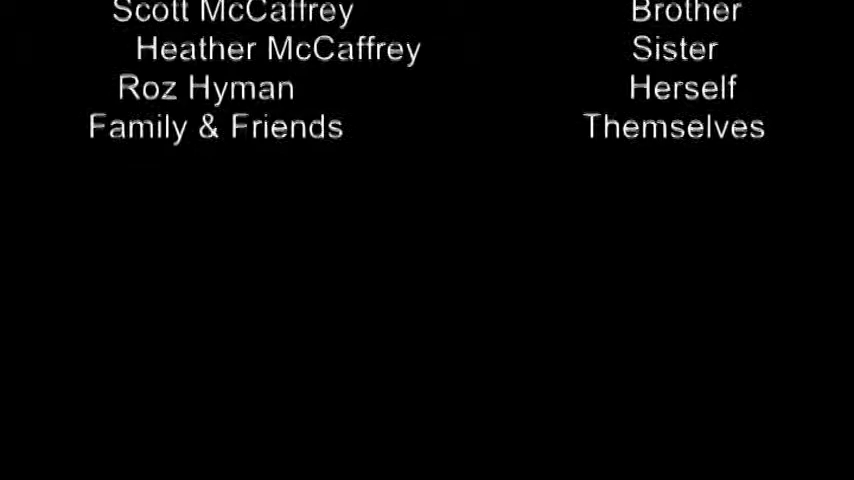 Scott McCaffrey Brother
Heather McCaffrey Sister
Roz Hyman Herself
Family & Friends Themselves